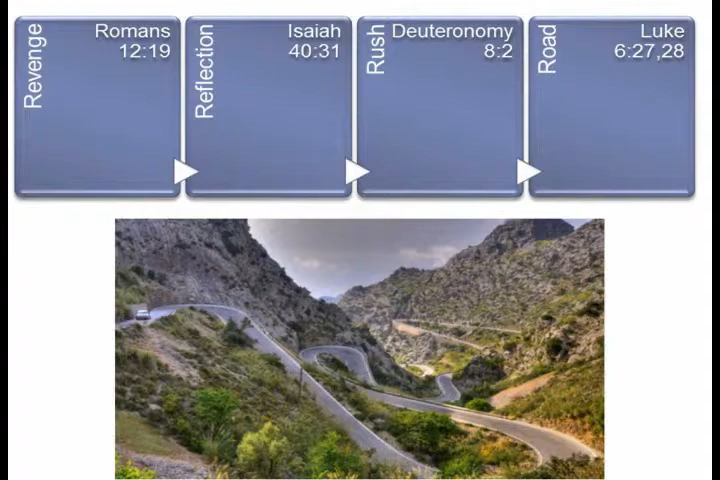 Revenge
Romans
12:19
Reflection
Isaiah
40:31
Rush
Deuteronomy
8:2
Road
Luke
6:27,28